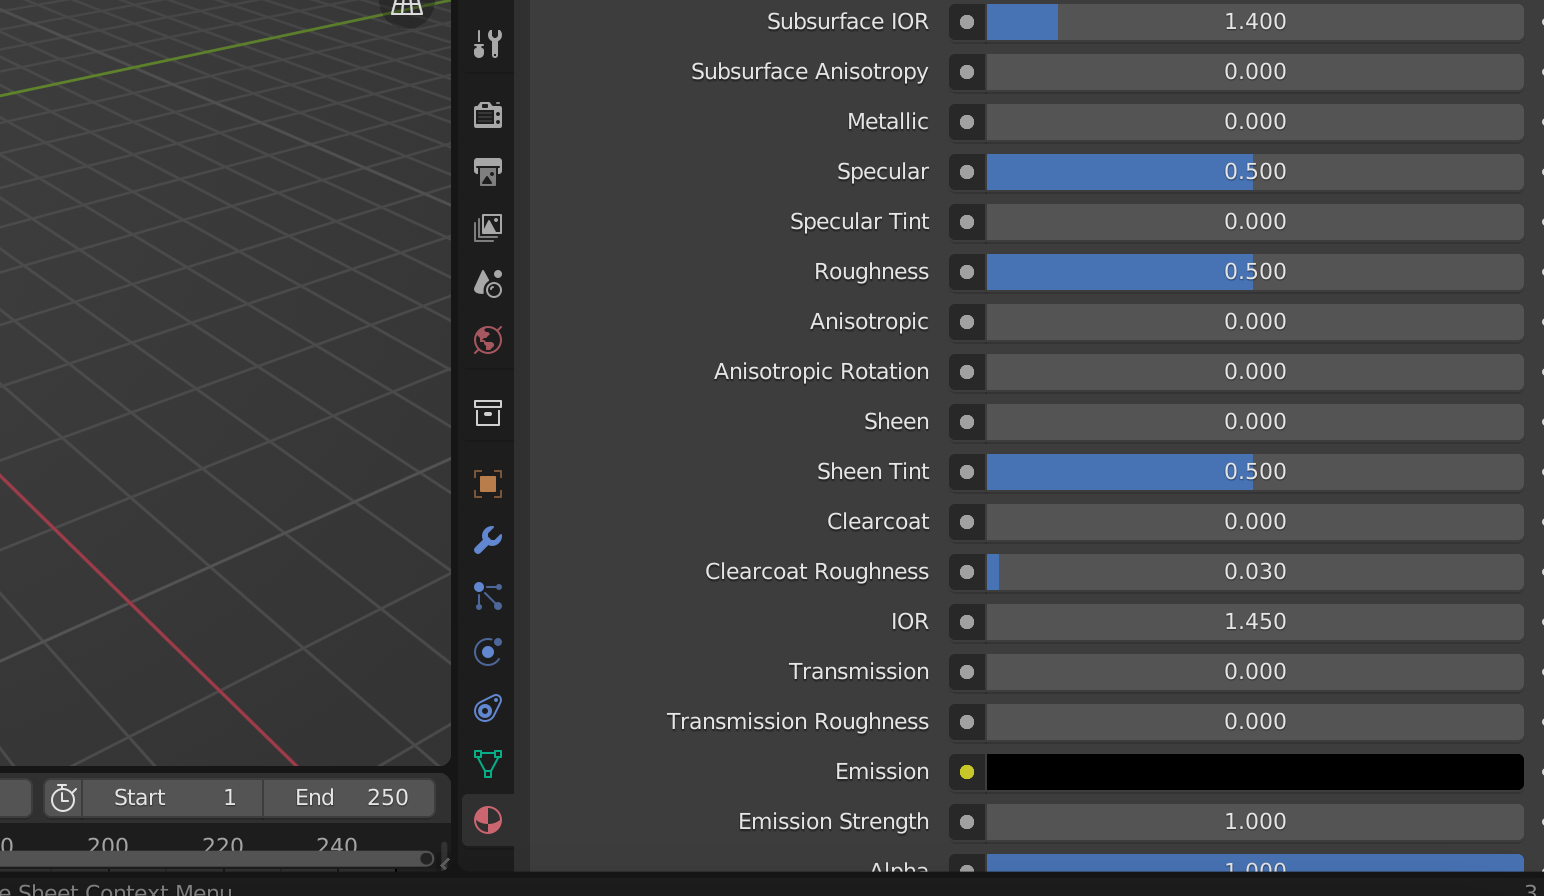 Subsurface IOR 1.400
Subsurface Anisotropy 0.000
Metallic 0.000
Specular 0.500
Specular Tint 0.000
Roughness 0.500
Anisotropic 0.000
Anisotropic Rotation 0.000
Sheen 0.000
Sheen Tint 0.500
Clearcoat 0.000
Clearcoat Roughness 0.030
IOR 1.450
Transmission 0.000
Transmission Roughness 0.000
Emission
Emission Strength 1.000
Alpha 1.000
Start 1 End 250
0 200 220 240
e Sheet Context Menu
3